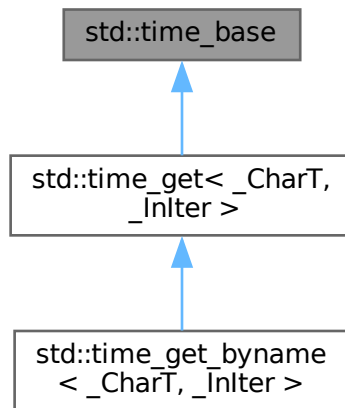 std::time_base
std::time_get< _CharT,
_InIter >
std::time_get_byname
< _CharT, _InIter >